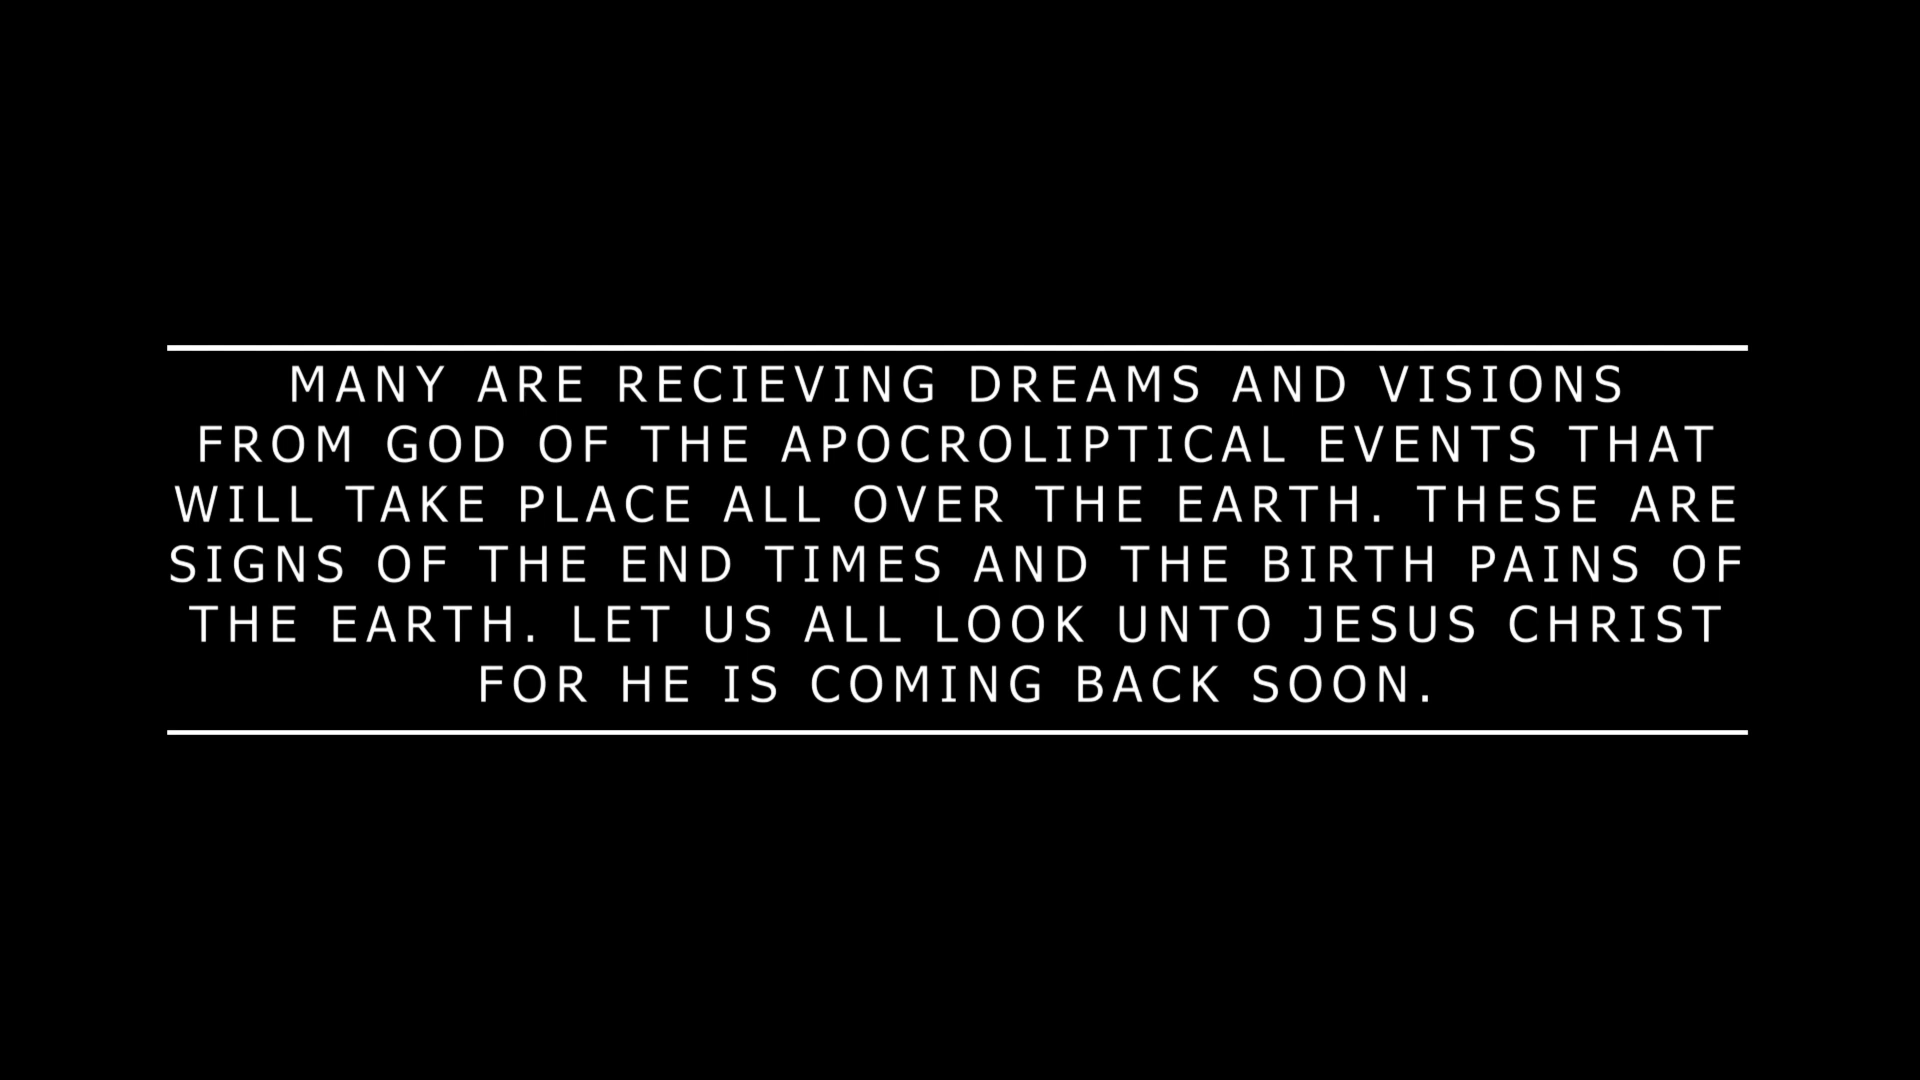 MANY ARE RECIEVING DREAMS AND VISIONS
FROM GOD OF THE APOCROLIPTICAL EVENTS THAT
WILL TAKE PLACE ALL OVER THE EARTH. THESE ARE
SIGNS OF THE END TIMES AND THE BIRTH PAINS OF
THE EARTH. LET US ALL LOOK UNTO JESUS CHRIST
FOR HE IS COMING BACK SOON.